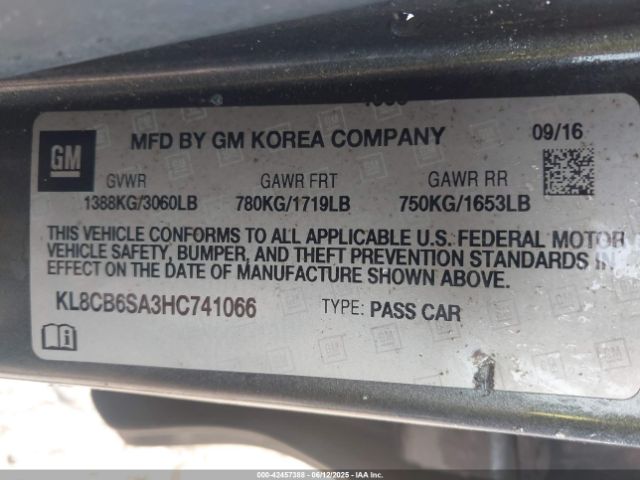 MFD BY GM KOREA COMPANY 09/16
GM
GVWR GAWR FRT GAWR RR
1388KG/3060LB 780KG/1719LB 750KG/1653LB
THIS VEHICLE CONFORMS TO ALL APPLICABLE U.S. FEDERAL MOTOR
VEHICLE SAFETY, BUMPER, AND THEFT PREVENTION STANDARDS IN
EFFECT ON THE DATE OF MANUFACTURE SHOWN ABOVE.
KL8CB6SA3HC741066 TYPE: PASS CAR
000-42457388 - 06/12/2025 - IAA Inc.